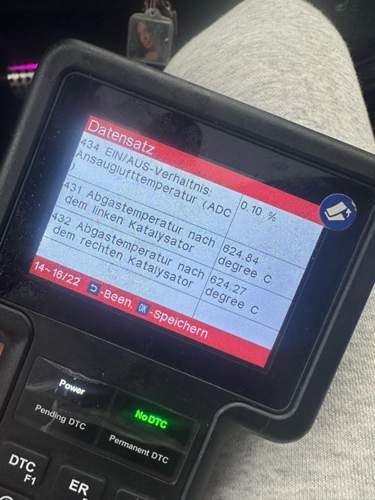 Datensatz
434 EIN/AUS-Verhältnis:
Ansauglufttemperatur (ADC
0.10 %
431 Abgastemperatur nach
dem linken Katalysator
624.84
degree C
432 Abgastemperatur nach
dem rechten Katalysator
624.27
degree C
14~16/22 -Been. OK -Speichern
Power
No DTC
Pending DTC
Permanent DTC
DTC
F1
ER